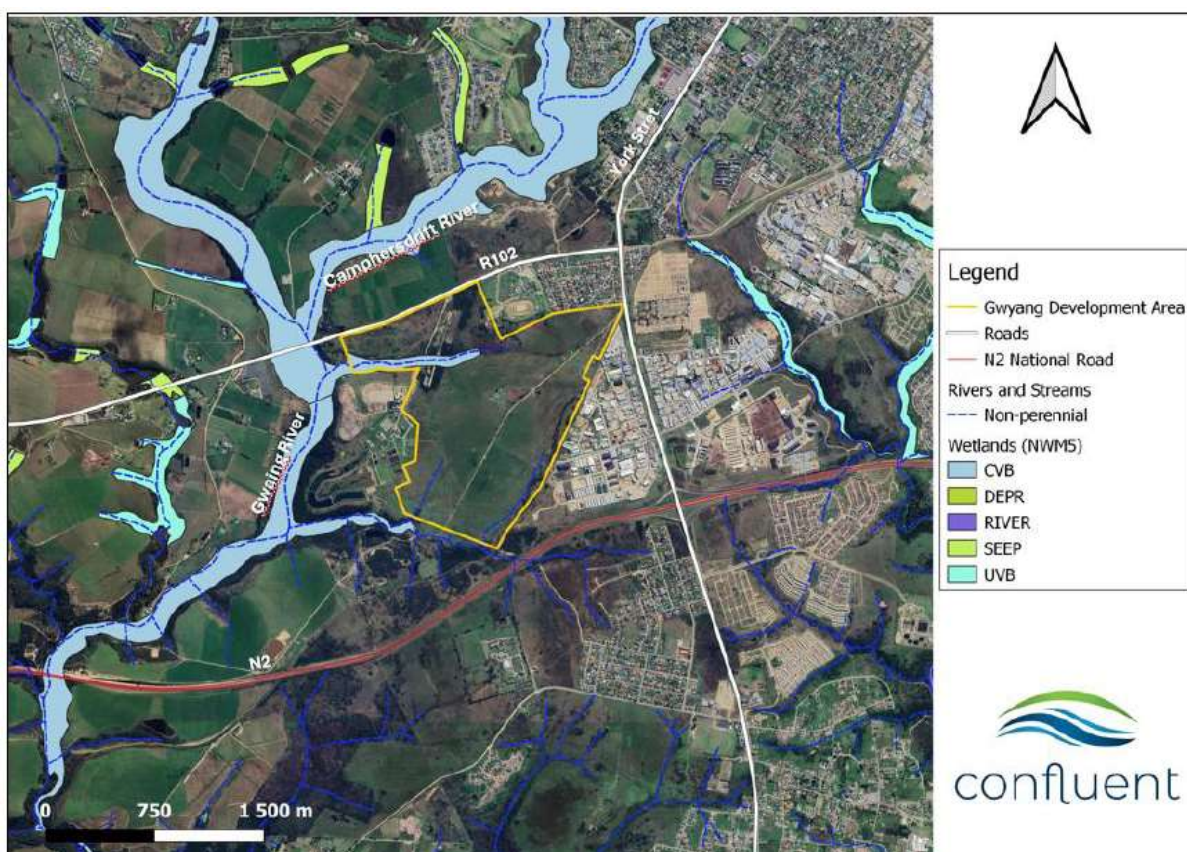 York Stret
Camphersdrift River
R102
Gwaing River
N2
0 750 1 500 m
Legend
Gwyang Development Area
Roads
N2 National Road
Rivers and Streams
Non-perennial
Wetlands (NWM5)
CVB
DEPR
RIVER
SEEP
UVB
confluent